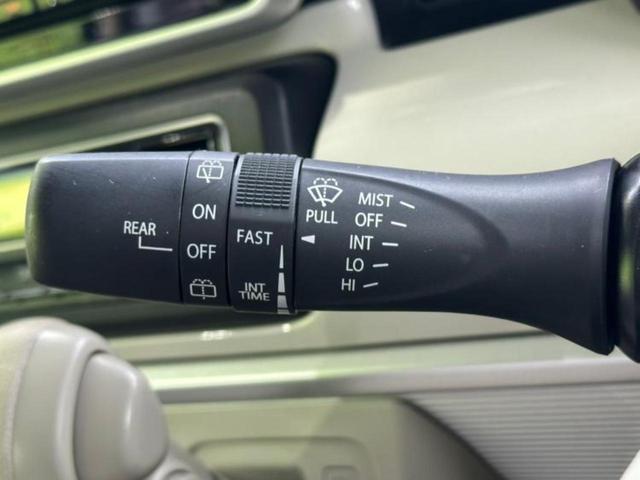 REAR
ON
OFF
FAST
INT
TIME
PULL
MIST
OFF
INT
LO
HI